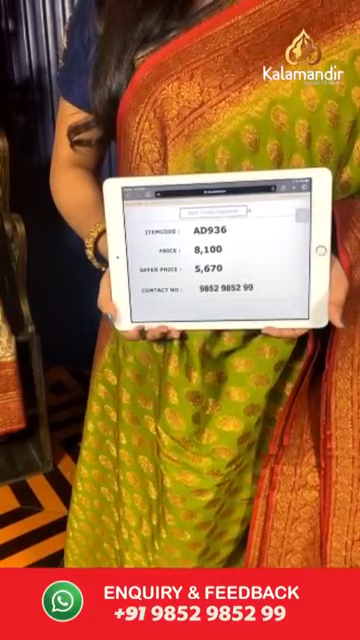 Kalamandir
ITEMCODE : AD936
PRICE : 8,100
OFFER PRICE : 5,670
CONTACT NO : 9852 9852 99
ENQUIRY & FEEDBACK
+91 9852 9852 99